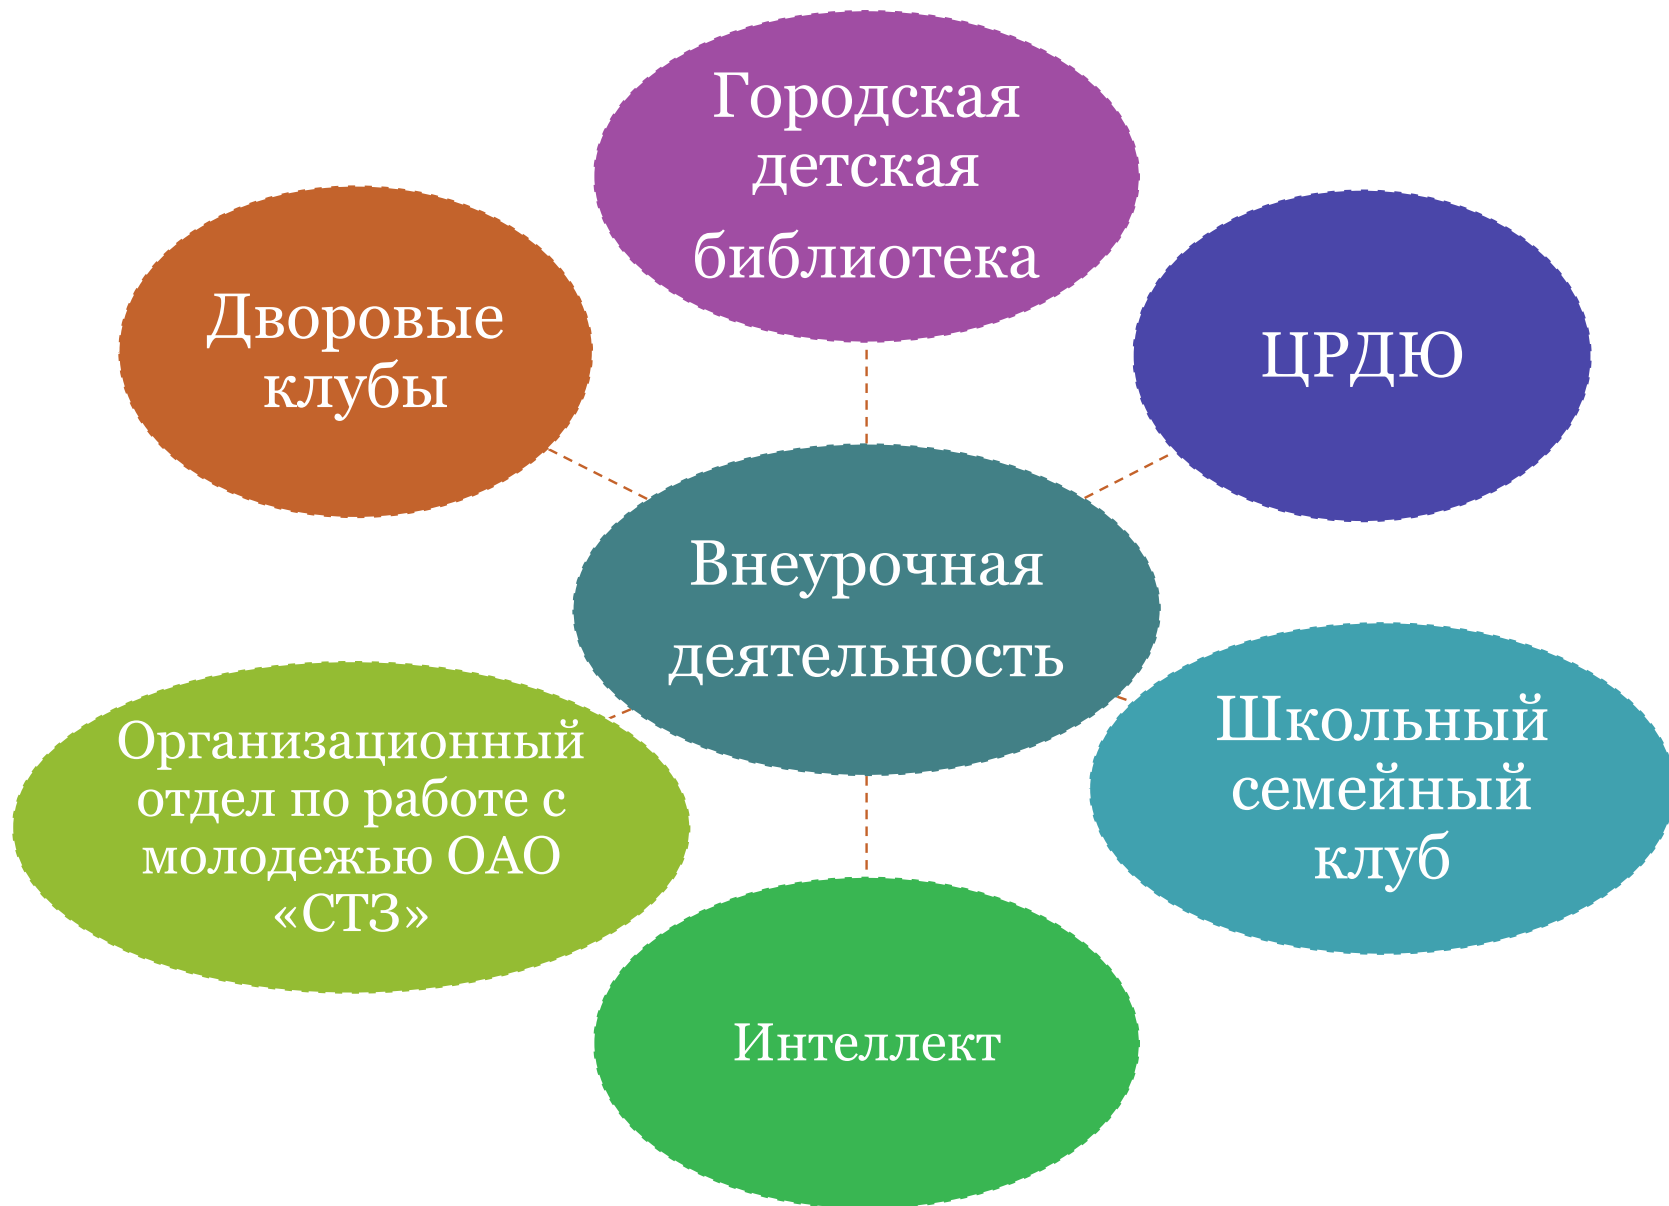 Городская
детская
библиотека
Дворовые
клубы
ЦРДЮ
Внеурочная
деятельность
Организационный
отдел по работе с
молодежью ОАО
«СТЗ»
Школьный
семейный
клуб
Интеллект